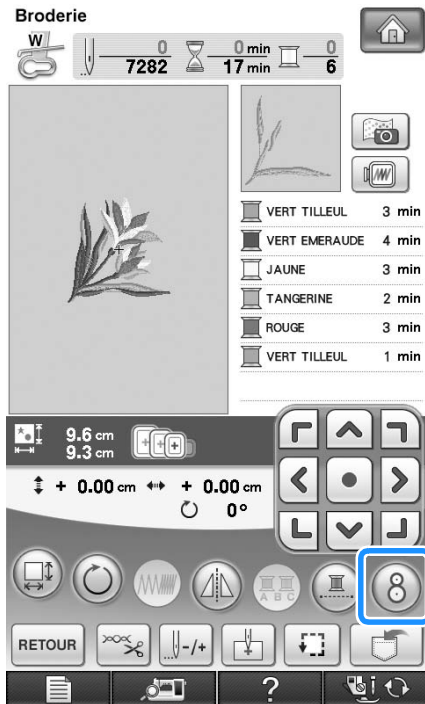 Broderie
W
0 0 min 0
7282 17 min 6
VERT TILLEUL 3 min
VERT EMERAUDE 4 min
JAUNE 3 min
TANGERINE 2 min
ROUGE 3 min
VERT TILLEUL 1 min
9.6 cm
9.3 cm
+ 0.00 cm + 0.00 cm
0°
A B C
8
RETOUR -/+
?